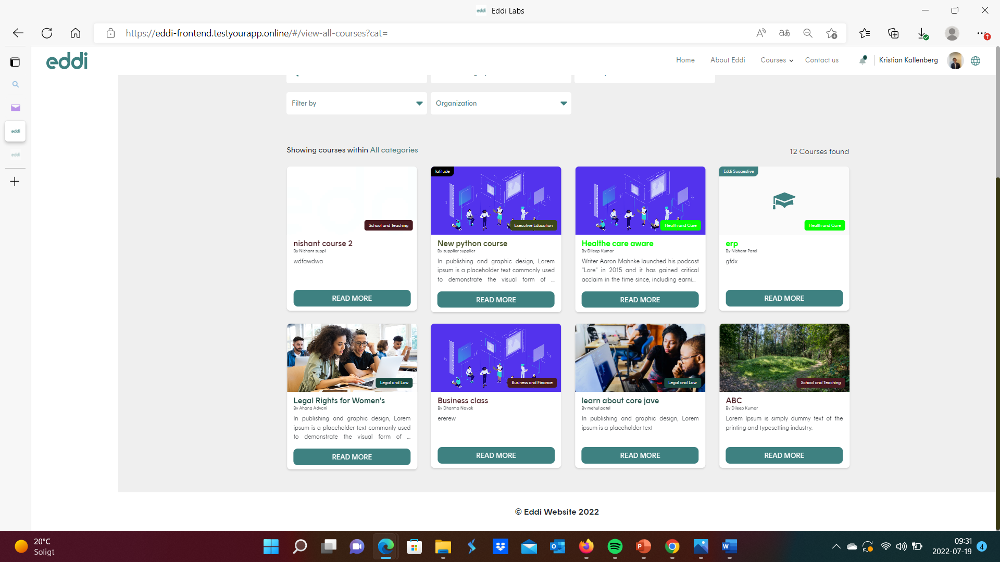 eddi Eddi Labs
https://eddi-frontend.testyourapp.online/#/view-all-courses?cat=
eddi
Home About Eddi Courses Contact us Kristian Kallenberg
eddi
eddi
Filter by Organization
Showing courses within All categories 12 Courses found
School and Teaching
nishant course 2
By Nishant suppl
wdfawdwa
READ MORE
latitude
Executive Education
New python course
By supplier supplier
In publishing and graphic design, Lorem
ipsum is a placeholder text commonly used
to demonstrate the visual form of ...
READ MORE
Health and Care
Healthe care aware
By Dileep Kumar
Writer Aaron Mahnke launched his podcast
"Lore" in 2015 and it has gained critical
acclaim in the time since, including earni...
READ MORE
Eddi Suggestive
Health and Care
erp
By Nishant Patel
gfdx
READ MORE
Legal and Law
Legal Rights for Women's
By Ahana Advani
In publishing and graphic design, Lorem
ipsum is a placeholder text commonly used
to demonstrate the visual form of ...
READ MORE
Business and Finance
Business class
By Dharma Nayak
ererew
READ MORE
Legal and Law
learn about core jave
By mehul patel
In publishing and graphic design, Lorem
ipsum is a placeholder text
READ MORE
School and Teaching
ABC
By Dileep Kumar
Lorem Ipsum is simply dummy text of the
printing and typesetting industry.
READ MORE
© Eddi Website 2022
20°C
Soligt
09:31
2022-07-19
4